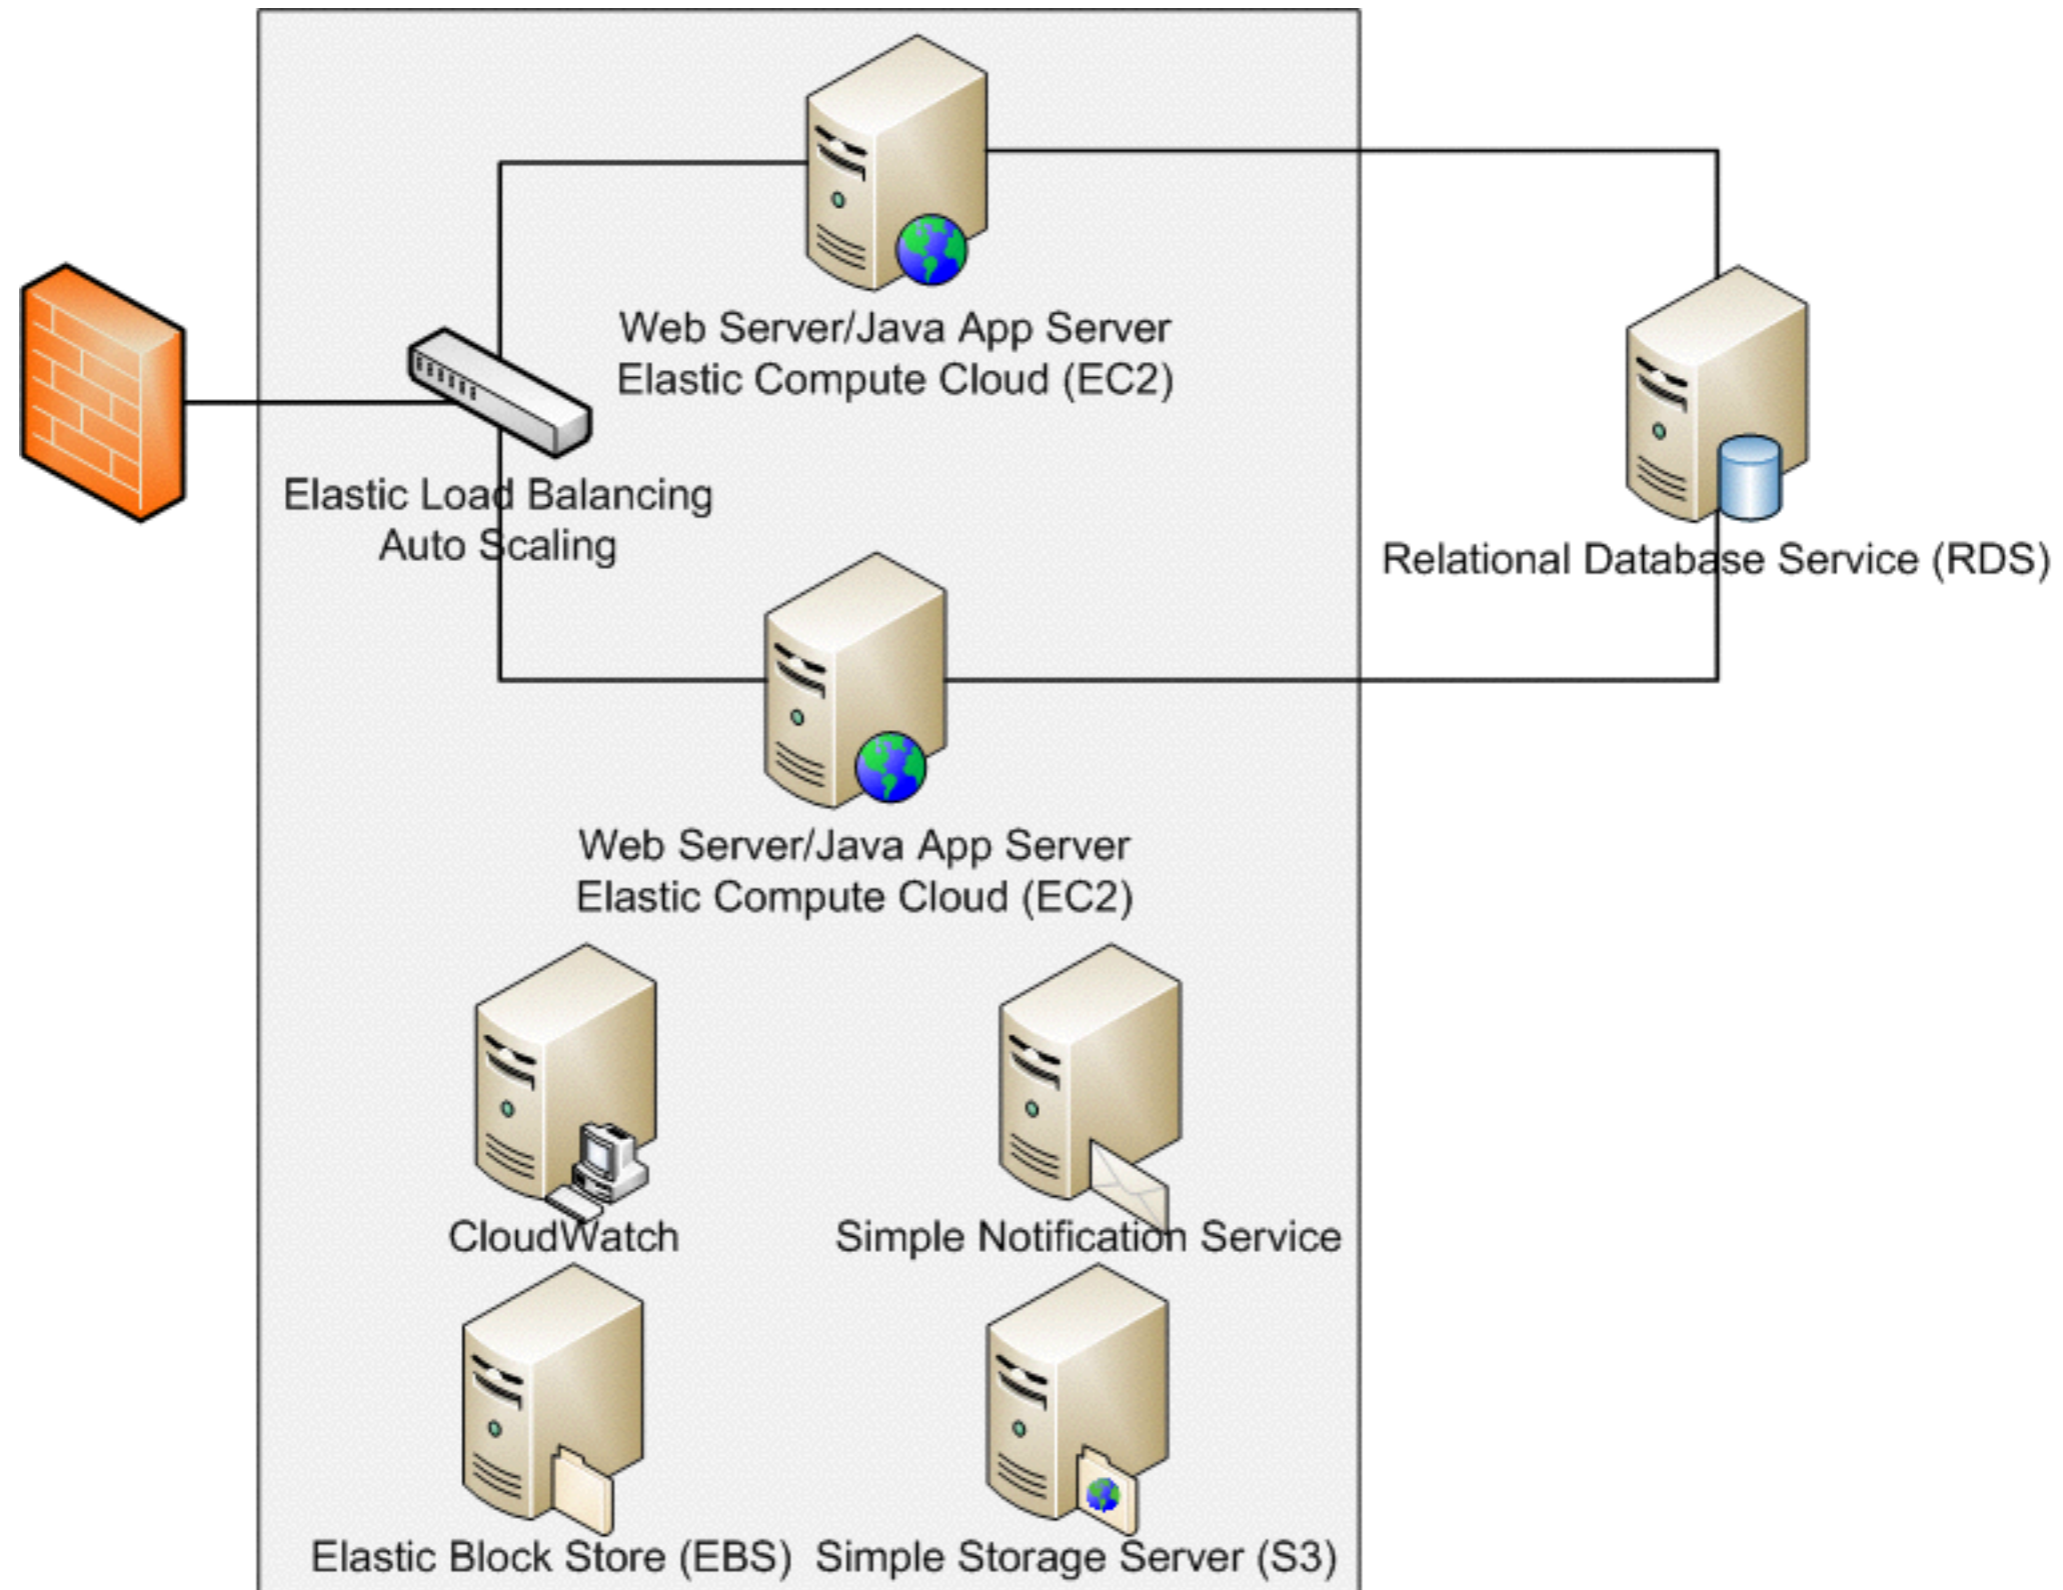 Web Server/Java App Server
Elastic Compute Cloud (EC2)
Elastic Load Balancing
Auto Scaling
Relational Database Service (RDS)
Web Server/Java App Server
Elastic Compute Cloud (EC2)
CloudWatch
Simple Notification Service
Elastic Block Store (EBS)
Simple Storage Server (S3)